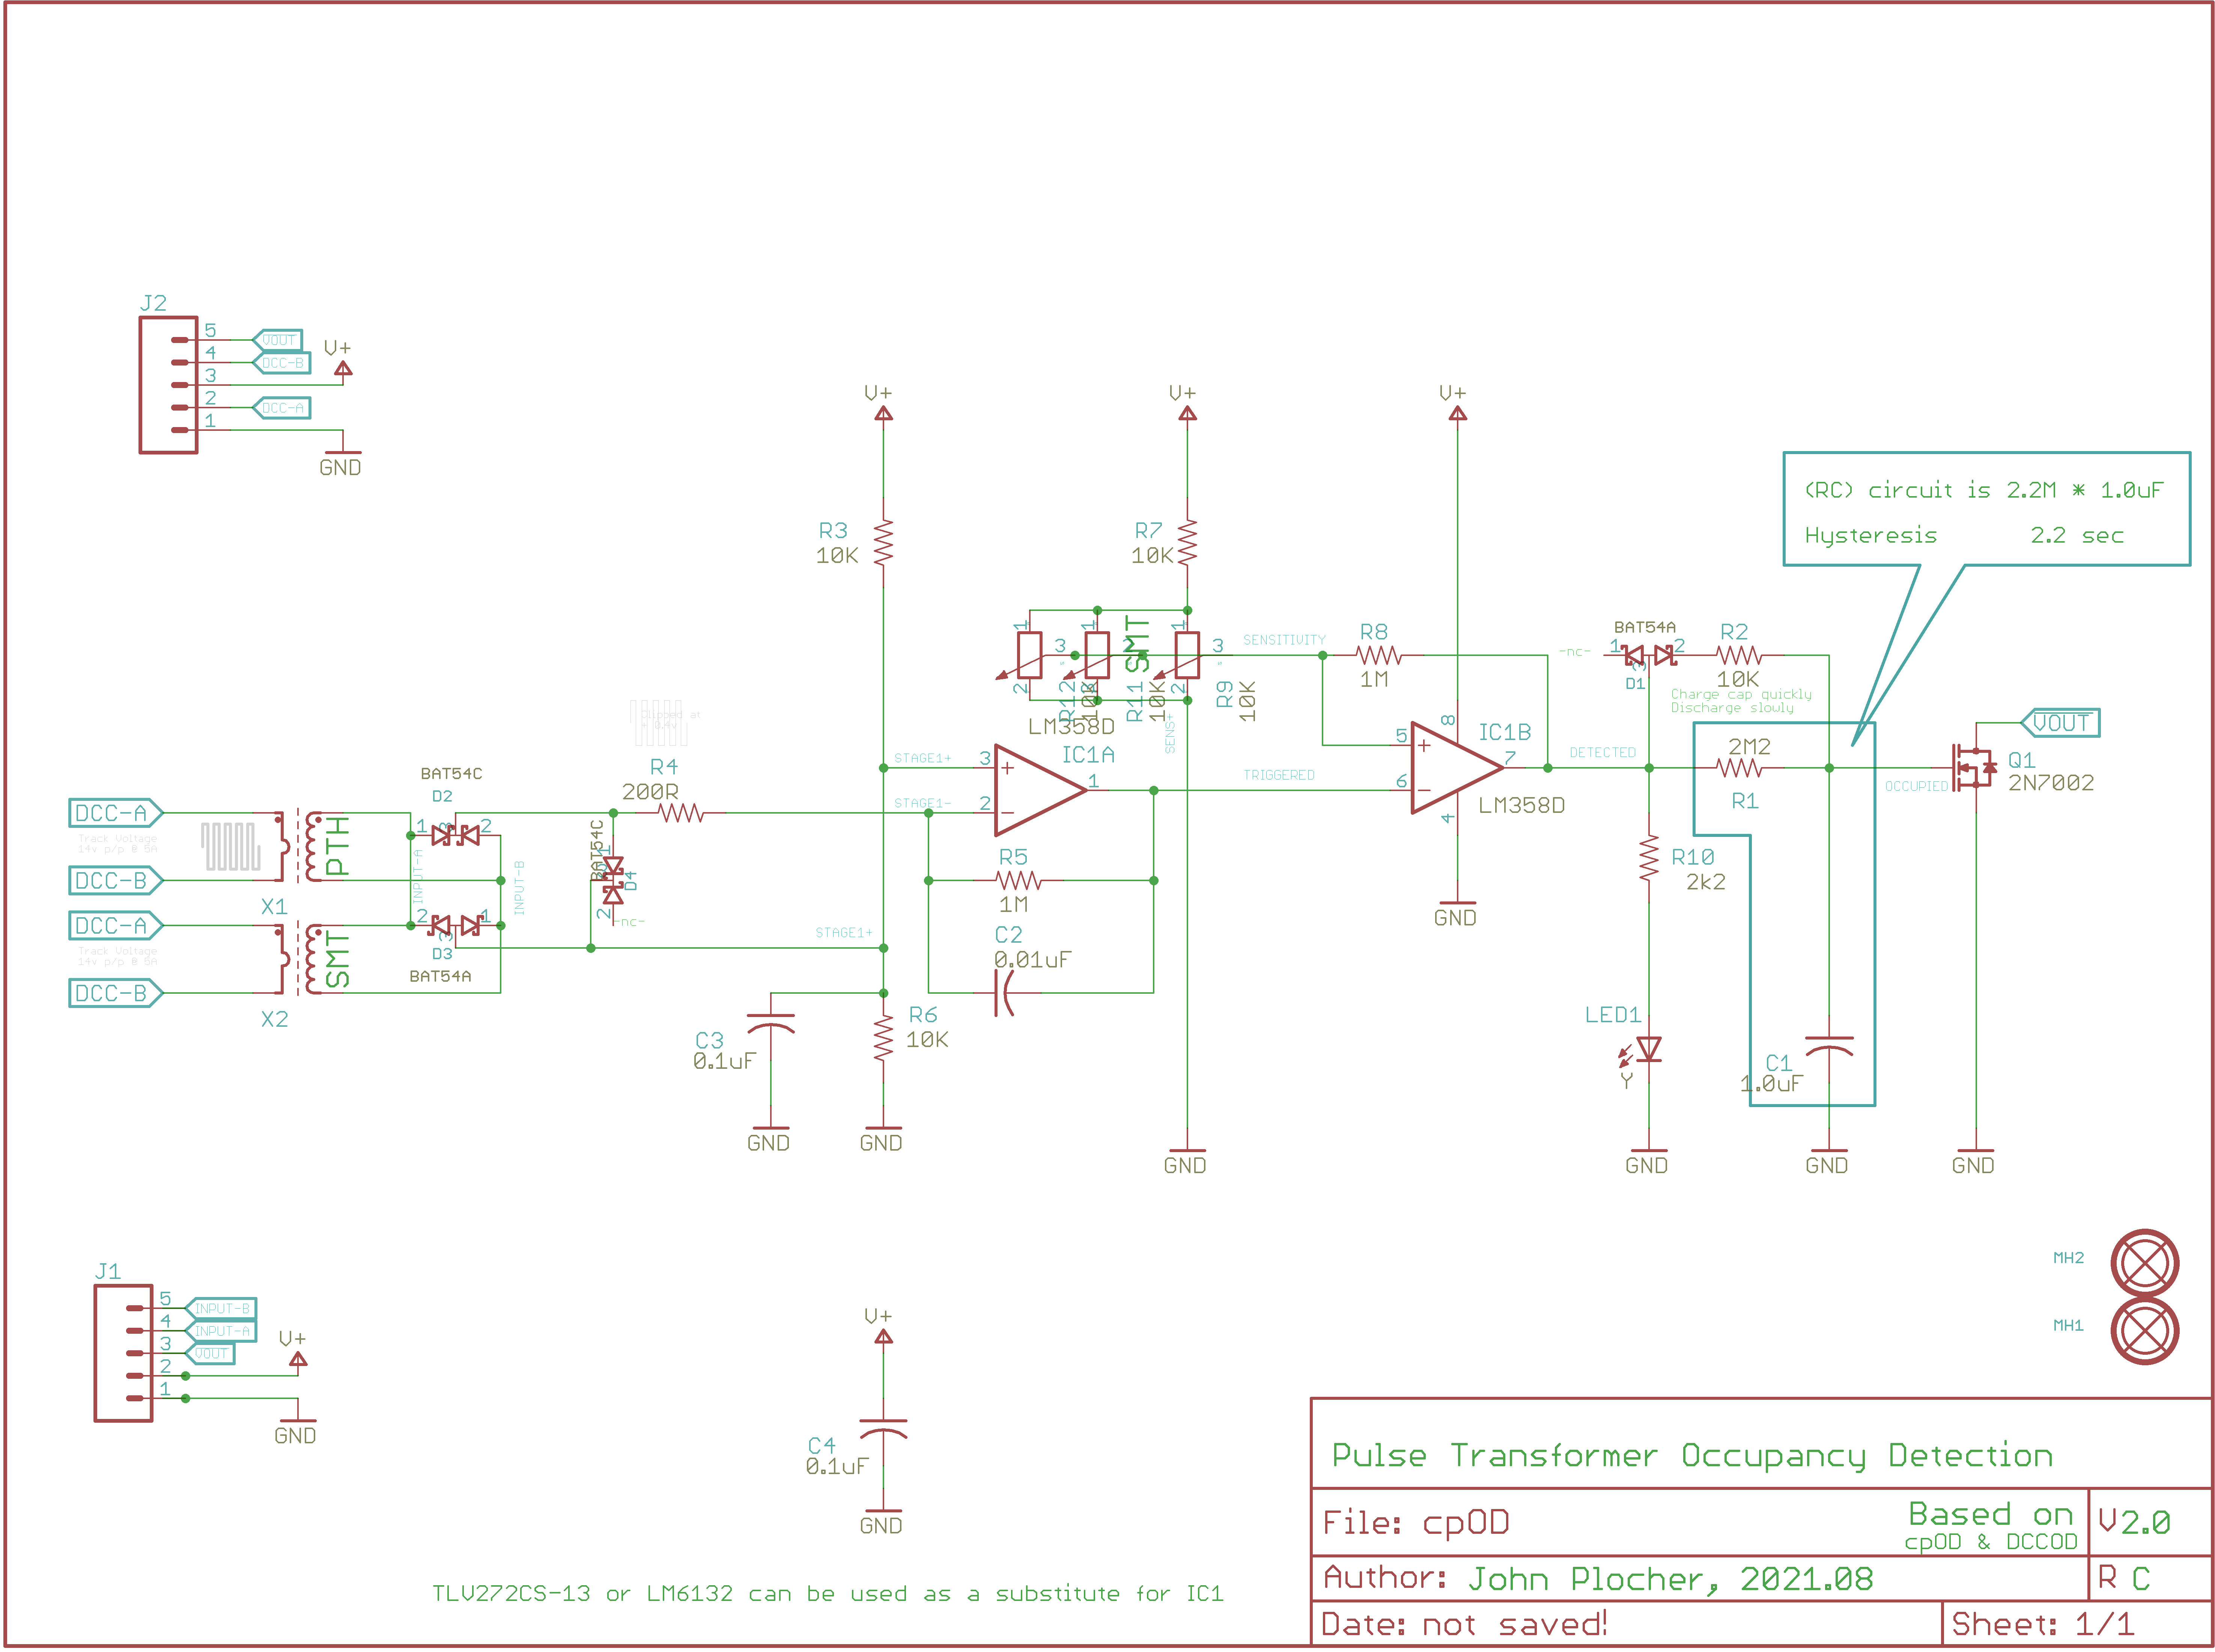 J2
5
VOUT
4
DCC-B
3
V+
2
DCC-A
1
GND
V+
V+
V+
(RC) circuit is 2.2M * 1.0uF
Hysteresis 2.2 sec
R3
10K
R7
10K
SMT
1
1
1
3
3
2
2
2
R12
10K
R11
10K
R9
10K
SENSITIVITY
SENS+
R8
1M
-nc-
BAT54A
1
2
3
D1
R2
10K
Charge cap quickly
Discharge slowly
Clipped at
LM358D
IC1A
STAGE1+
3
1
STAGE1-
2
TRIGGERED
8
5
6
7
4
IC1B
LM358D
GND
DETECTED
2M2
R1
OCCUPIED
VOUT
Q1
2N7002
BAT54C
D2
1
3
2
R4
200R
DCC-A
Track Voltage
14v p/p @ 5A
DCC-B
X1
PTH
INPUT-A
INPUT-B
DCC-A
Track Voltage
14v p/p @ 5A
DCC-B
X2
SMT
2
3
1
D3
BAT54A
BAT54C
1
D4
2
-nc-
STAGE1+
R5
1M
C2
0.01uF
C3
0.1uF
GND
R6
10K
GND
GND
R10
2k2
LED1
Y
GND
C1
1.0uF
GND
GND
J1
5
INPUT-B
4
INPUT-A
3
VOUT
2
V+
1
GND
V+
C4
0.1uF
GND
MH2
MH1
Pulse Transformer Occupancy Detection
File: cpOD
Based on
cpOD & DCCOD
V2.0
Author: John Plocher, 2021.08
R C
Date: not saved!
Sheet: 1/1
TLV272CS-13 or LM6132 can be used as a substitute for IC1